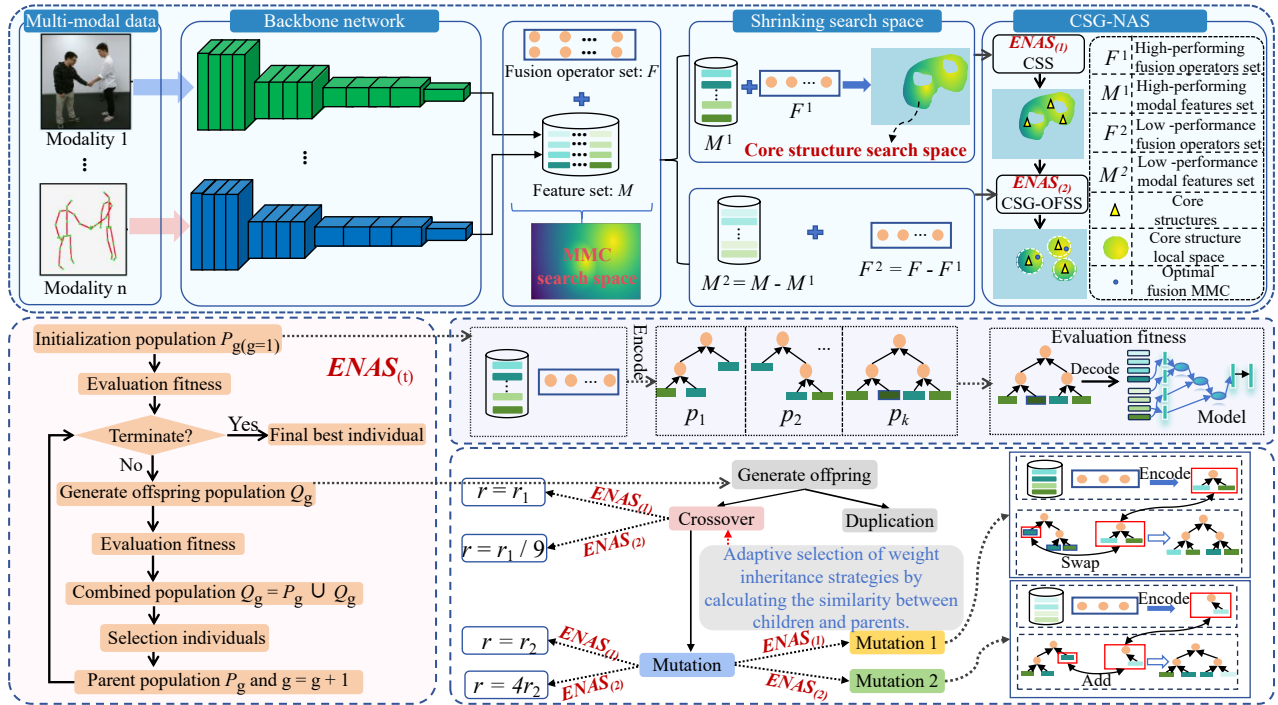 Multi-modal data
Modality 1
Modality n
Backbone network
Fusion operator set: F
Feature set: M
MMC
search space
Shrinking search space
M¹
F¹
Core structure search space
M² = M - M¹
F² = F - F¹
CSG-NAS
ENAS(1)
CSS
ENAS(2)
CSG-OFSS
F¹
High-performing
fusion operators set
M¹
High-performing
modal features set
F²
Low -performance
fusion operators set
M²
Low -performance
modal features set
Core
structures
Core structure
local space
Optimal
fusion MMC
Initialization population Pg(g=1)
ENAS(t)
Evaluation fitness
Terminate?
Yes
Final best individual
No
Generate offspring population Qg
Evaluation fitness
Combined population Qg = Pg ∪ Qg
Selection individuals
Parent population Pg and g = g + 1
Encode
p1
...
p2
pk
Evaluation fitness
Decode
Model
Generate offpring
Crossover
Duplication
r = r1
ENAS(1)
r = r1 / 9
ENAS(2)
Adaptive selection of weight
inheritance strategies by
calculating the similarity between
children and parents.
r = r2
ENAS(1)
r = 4r2
ENAS(2)
Mutation
ENAS(1)
Mutation 1
ENAS(2)
Mutation 2
Encode
Swap
Encode
Add